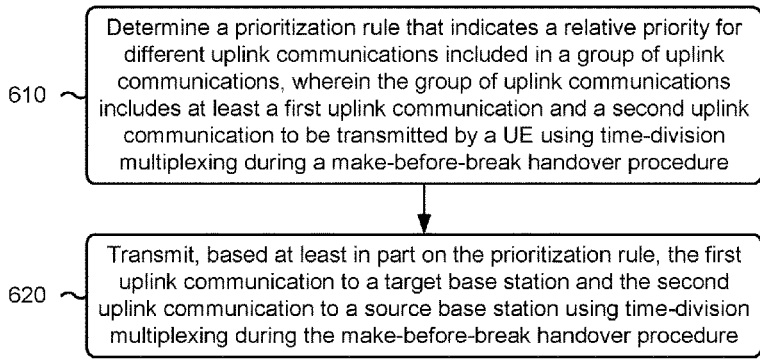 Determine a prioritization rule that indicates a relative priority for
different uplink communications included in a group of uplink
communications, wherein the group of uplink communications
610
includes at least a first uplink communication and a second uplink
communication to be transmitted by a UE using time-division
multiplexing during a make-before-break handover procedure
Transmit, based at least in part on the prioritization rule, the first
uplink communication to a target base station and the second
620
uplink communication to a source base station using time-division
multiplexing during the make-before-break handover procedure